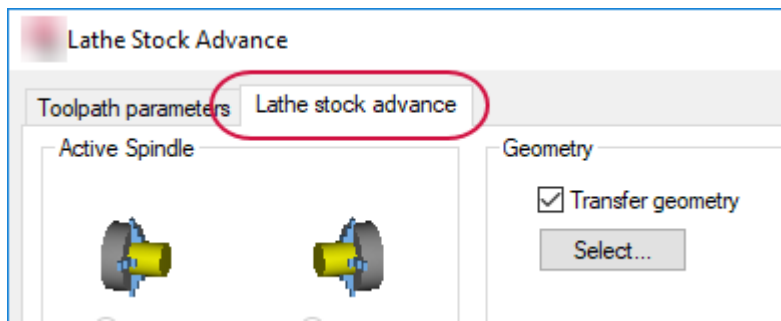 Lathe Stock Advance
Toolpath parameters
Lathe stock advance
Active Spindle
Geometry
Transfer geometry
Select...